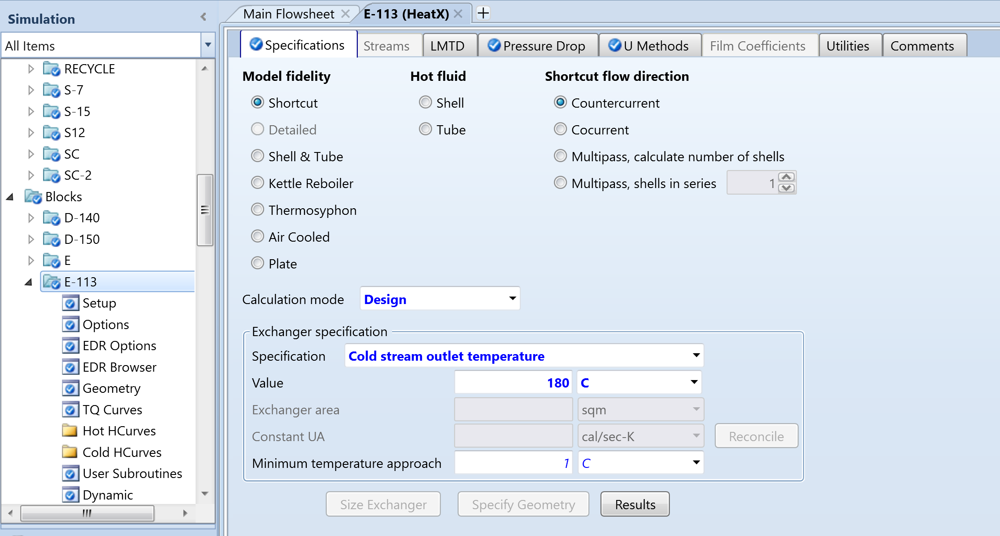 Simulation
All Items
RECYCLE
S-7
S-15
S12
SC
SC-2
Blocks
D-140
D-150
E
E-113
Setup
Options
EDR Options
EDR Browser
Geometry
TQ Curves
Hot HCurves
Cold HCurves
User Subroutines
Dynamic
Main Flowsheet
E-113 (HeatX)
Specifications
Streams
LMTD
Pressure Drop
U Methods
Film Coefficients
Utilities
Comments
Model fidelity
Shortcut
Detailed
Shell & Tube
Kettle Reboiler
Thermosyphon
Air Cooled
Plate
Hot fluid
Shell
Tube
Shortcut flow direction
Countercurrent
Cocurrent
Multipass, calculate number of shells
Multipass, shells in series 1
Calculation mode Design
Exchanger specification
Specification Cold stream outlet temperature
Value 180 C
Exchanger area sqm
Constant UA cal/sec-K Reconcile
Minimum temperature approach 1 C
Size Exchanger Specify Geometry Results